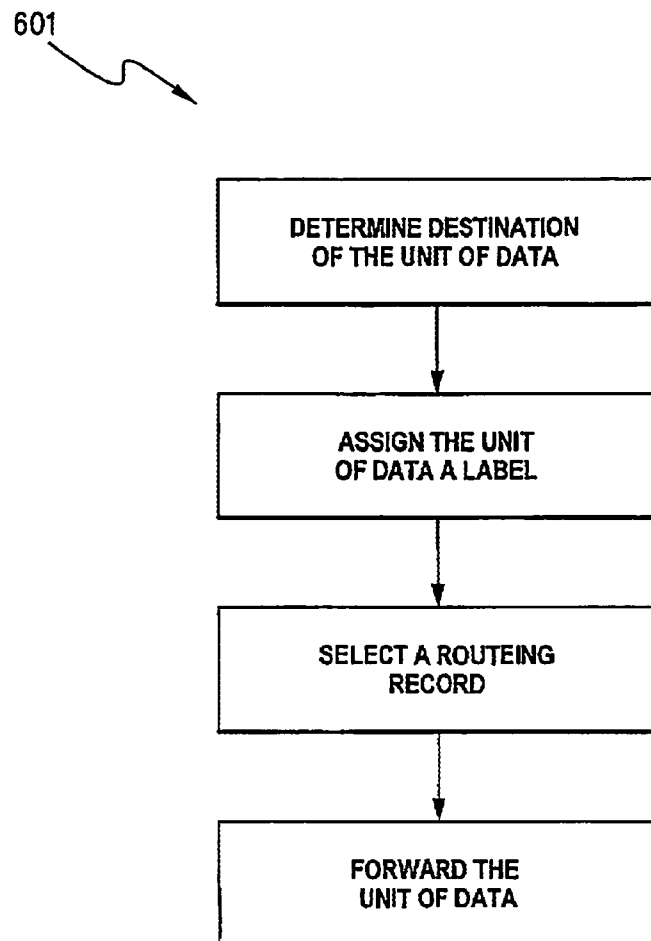 601
DETERMINE DESTINATION
OF THE UNIT OF DATA
ASSIGN THE UNIT
OF DATA A LABEL
SELECT A ROUTEING
RECORD
FORWARD THE
UNIT OF DATA